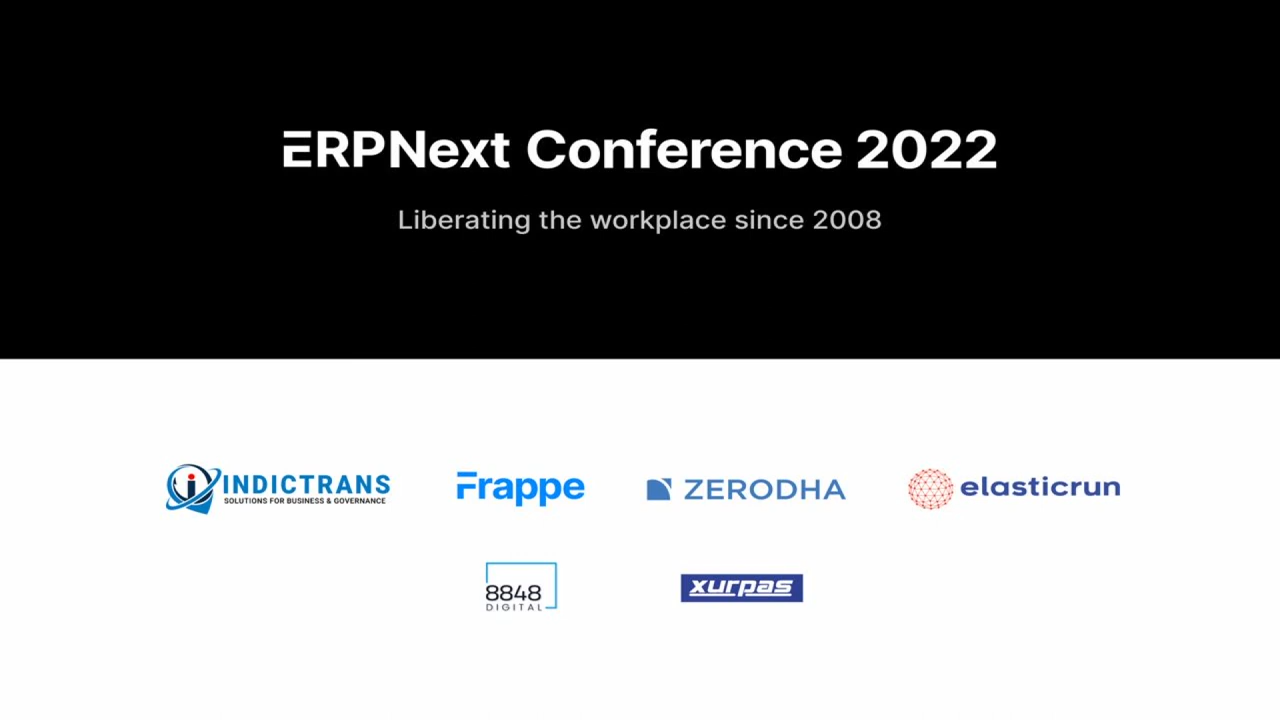 ERPNext Conference 2022
Liberating the workplace since 2008
INDICTRANS
SOLUTIONS FOR BUSINESS & GOVERNANCE
Frappe
ZERODHA
elasticrun
8848
DIGITAL
xurpas